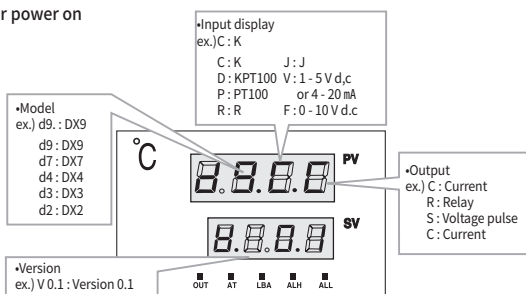 r power on
•Input display
ex.)C : K
C : K J : J
D : KPT100 V : 1 - 5 V d,c
P : PT100 or 4 - 20 mA
R : R F : 0 - 10 V d.c
•Model
ex.) d9. : DX9
d9 : DX9
d7 : DX7
d4 : DX4
d3 : DX3
d2 : DX2
°C
PV
•Output
ex.) C : Current
R : Relay
S : Voltage pulse
C : Current
SV
•Version
ex.) V 0.1 : Version 0.1
OUT AT LBA ALH ALL